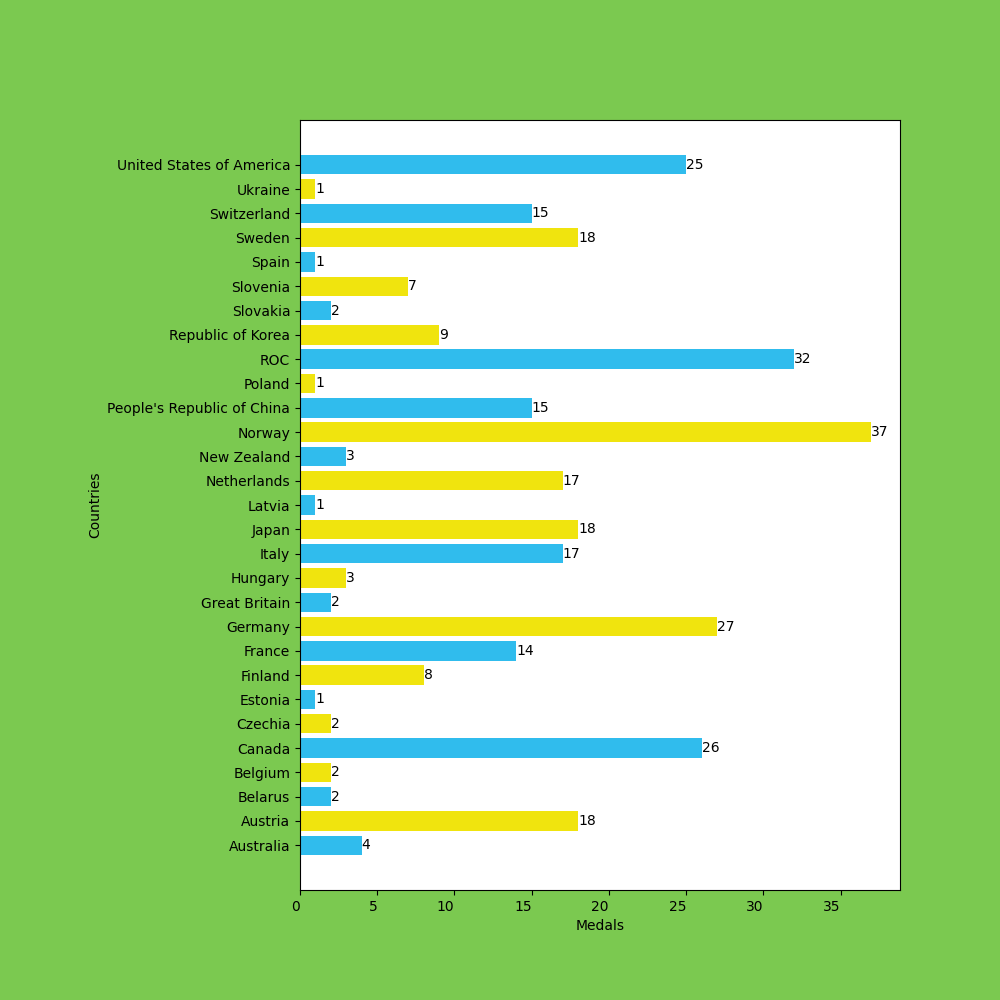 United States of America 25
Ukraine 1
Switzerland 15
Sweden 18
Spain 1
Slovenia 7
Slovakia 2
Republic of Korea 9
ROC 32
Poland 1
People's Republic of China 15
Norway 37
New Zealand 3
Netherlands 17
Latvia 1
Japan 18
Italy 17
Hungary 3
Great Britain 2
Germany 27
France 14
Finland 8
Estonia 1
Czechia 2
Canada 26
Belgium 2
Belarus 2
Austria 18
Australia 4
Countries
0 5 10 15 20 25 30 35
Medals